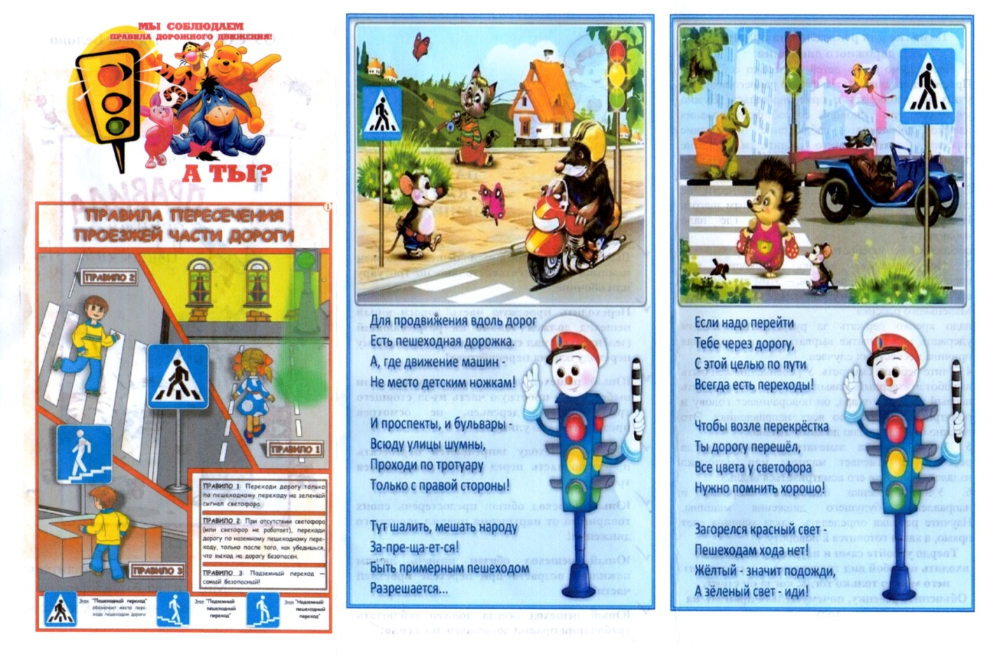 МЫ СОБЛЮДАЕМ
ПРАВИЛА ДОРОЖНОГО ДВИЖЕНИЯ!
А ТЫ?
ПРАВИЛА ПЕРЕСЕЧЕНИЯ
ПРОЕЗЖЕЙ ЧАСТИ ДОРОГИ
ПРАВИЛО 2
ПРАВИЛО 1
ПРАВИЛО 3
ПРАВИЛО 1: Переходи дорогу только
по пешеходному переходу на зеленый
сигнал светофора.
ПРАВИЛО 2: При отсутствии светофора
(или светофор не работает), переходи
дорогу по наземному пешеходному пере-
ходу, только после того, как убедишься,
что выход на дорогу безопасен.
ПРАВИЛО 3: Подземный переход —
самый безопасный!
Знак "Пешеходный переход"
обозначает место пере-
хода пешеходом дороги
Знак "Подземный
пешеходный
переход"
Знак "Надземный
пешеходный
переход"
Для продвижения вдоль дорог
Есть пешеходная дорожка.
А, где движение машин -
Не место детским ножкам!
И проспекты, и бульвары -
Всюду улицы шумны,
Проходи по тротуару
Только с правой стороны!
Тут шалить, мешать народу
За-пре-ща-ет-ся!
Быть примерным пешеходом
Разрешается...
Если надо перейти
Тебе через дорогу,
С этой целью по пути
Всегда есть переходы!
Чтобы возле перекрёстка
Ты дорогу перешёл,
Все цвета у светофора
Нужно помнить хорошо!
Загорелся красный свет -
Пешеходам хода нет!
Жёлтый - значит подожди,
А зелёный свет - иди!